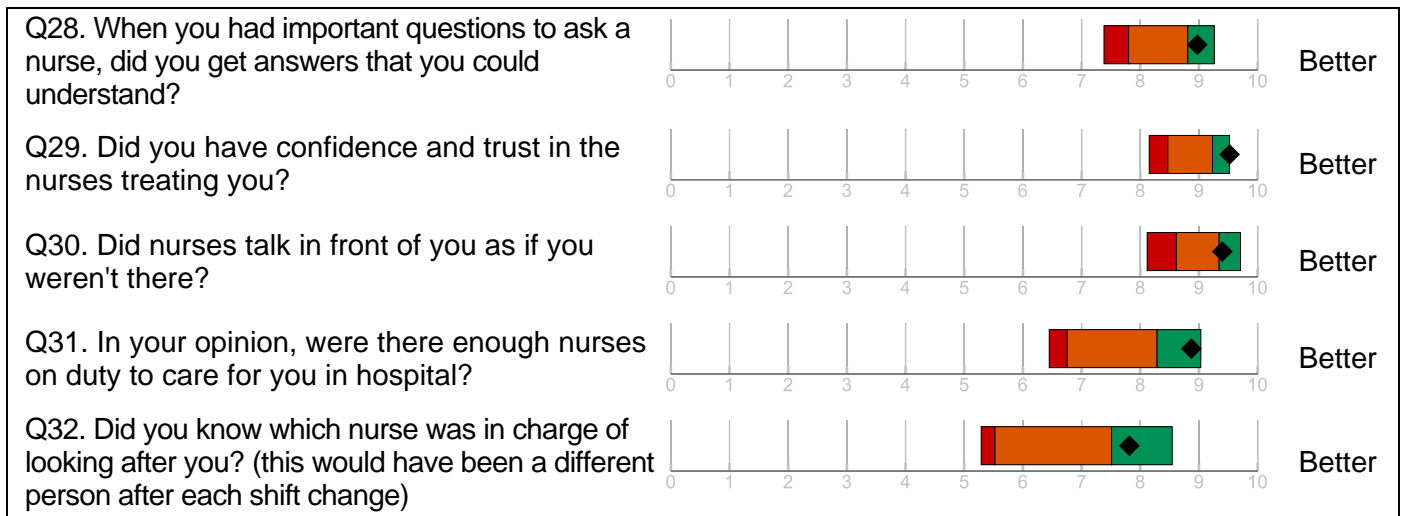 Q28. When you had important questions to ask a
nurse, did you get answers that you could
understand?
0 1 2 3 4 5 6 7 8 9 10
Better
Q29. Did you have confidence and trust in the
nurses treating you?
0 1 2 3 4 5 6 7 8 9 10
Better
Q30. Did nurses talk in front of you as if you
weren't there?
0 1 2 3 4 5 6 7 8 9 10
Better
Q31. In your opinion, were there enough nurses
on duty to care for you in hospital?
0 1 2 3 4 5 6 7 8 9 10
Better
Q32. Did you know which nurse was in charge of
looking after you? (this would have been a different
person after each shift change)
0 1 2 3 4 5 6 7 8 9 10
Better